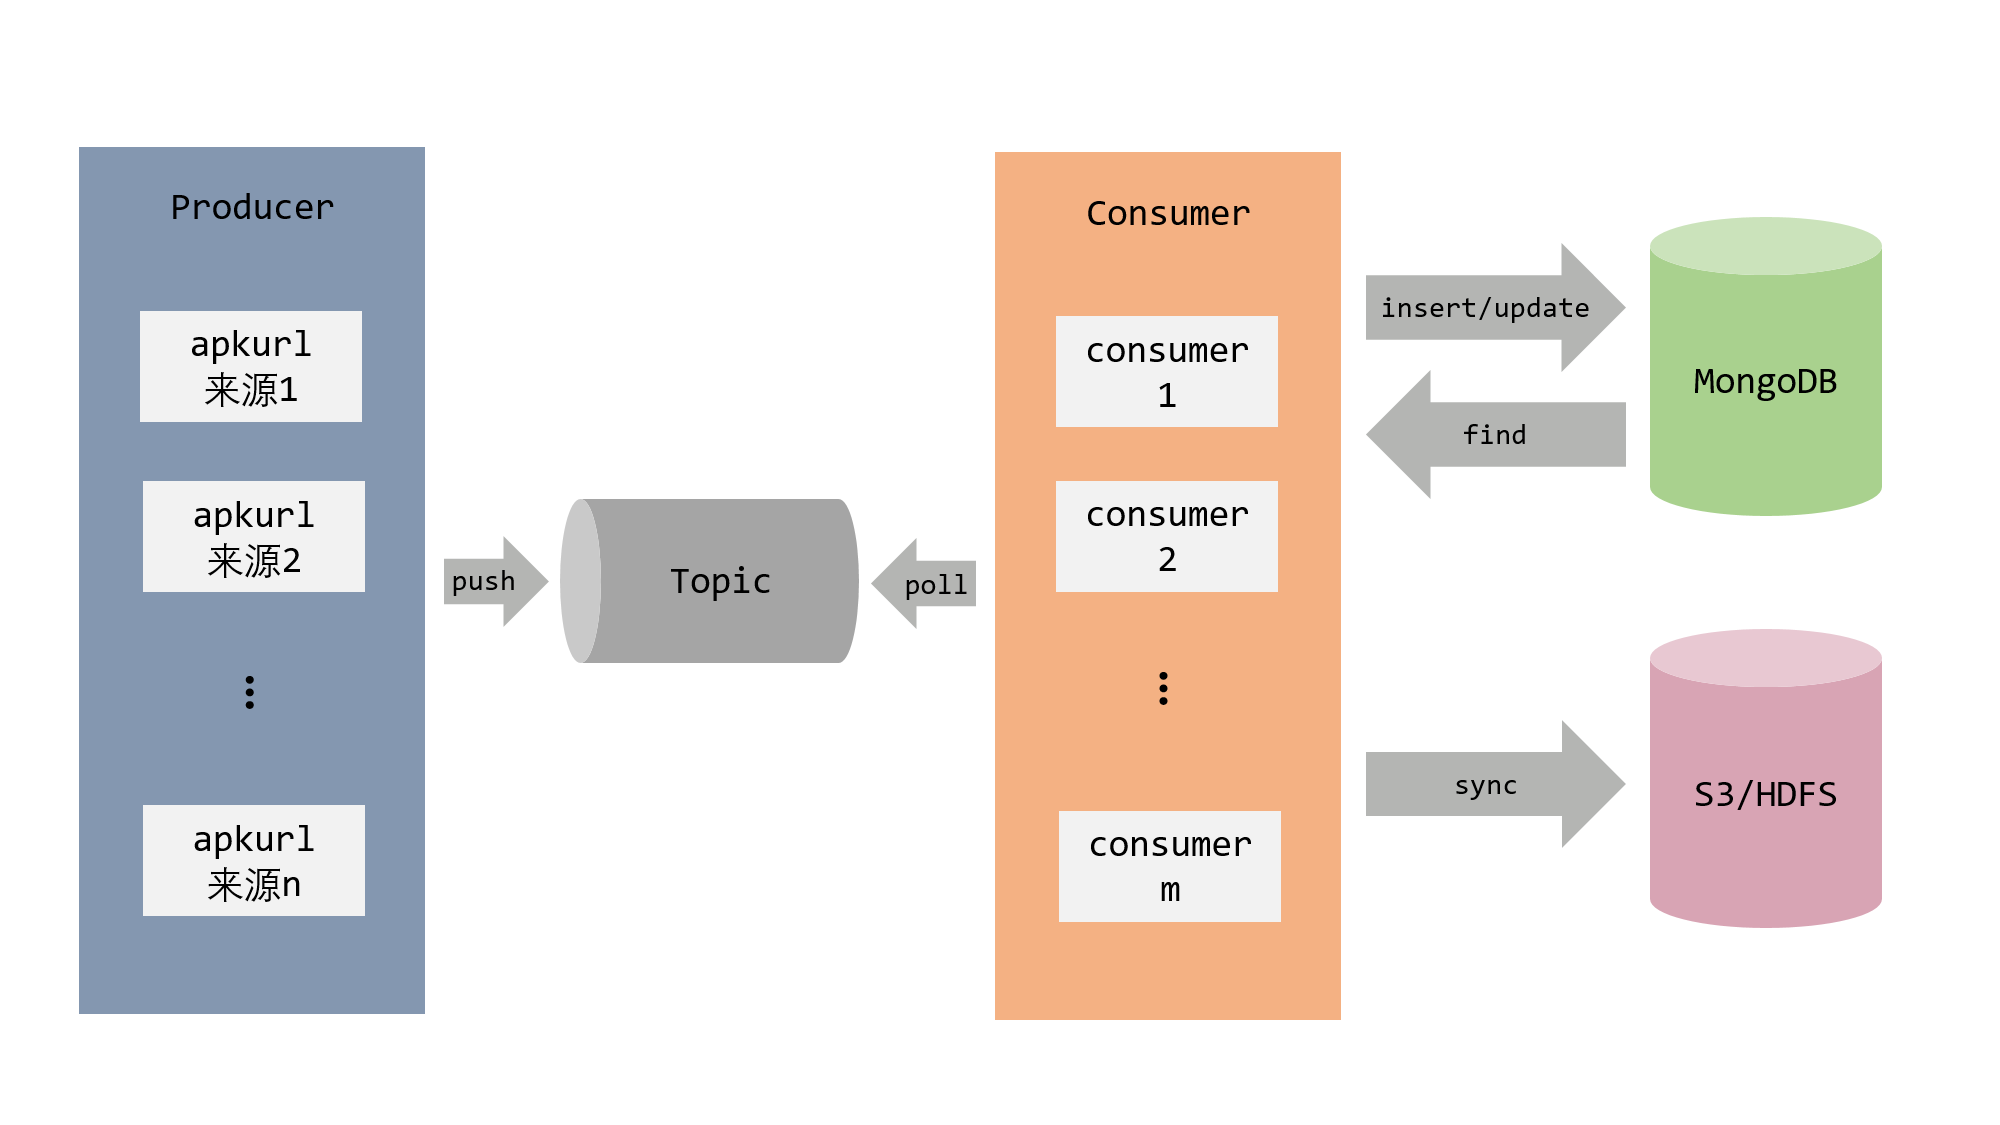 Producer
apkurl
来源1
apkurl
来源2
apkurl
来源n
push
Topic
poll
Consumer
consumer
1
consumer
2
consumer
m
insert/update
find
MongoDB
sync
S3/HDFS